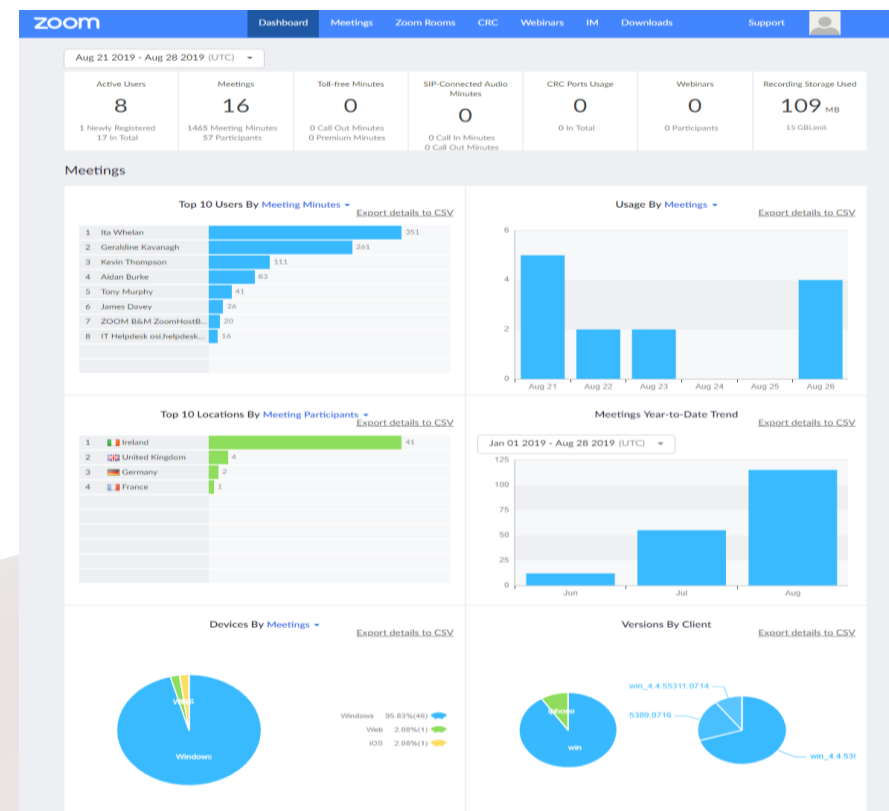 zoom
Dashboard Meetings Zoom Rooms CRC Webinars IM Downloads Support
Aug 21 2019 - Aug 28 2019 (UTC)
Active Users
8
1 Newly Registered
17 In Total
Meetings
16
1465 Meeting Minutes
57 Participants
Toll-free Minutes
0
0 Call Out Minutes
0 Premium Minutes
SIP-Connected Audio
Minutes
0
0 Call In Minutes
0 Call Out Minutes
CRC Ports Usage
0
0 In Total
Webinars
0
0 Participants
Recording Storage Used
109 MB
15 GBLimit
Meetings
Top 10 Users By Meeting Minutes
Export details to CSV
1 Ita Whelan 351
2 Geraldine Kavanagh 261
3 Kevin Thompson 111
4 Aidan Burke 83
5 Tony Murphy 41
6 James Davey 26
7 ZOOM B&M ZoomHostB... 20
8 IT Helpdesk osi.helpdesk... 16
Usage By Meetings
Export details to CSV
6
4
2
0
Aug 21 Aug 22 Aug 23 Aug 24 Aug 25 Aug 26
Top 10 Locations By Meeting Participants
Export details to CSV
1 Ireland 41
2 United Kingdom 4
3 Germany 2
4 France 1
Meetings Year-to-Date Trend
Export details to CSV
Jan 01 2019 - Aug 28 2019 (UTC)
125
100
75
50
25
0
Jun Jul Aug
Devices By Meetings
Export details to CSV
Windows
Windows 95.83%(46)
Web 2.08%(1)
iOS 2.08%(1)
Versions By Client
Export details to CSV
iphone
win
win_4.4.55311.0714
5389.0716
win_4.4.53